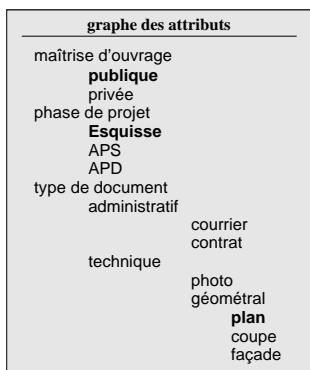 graphe des attributs
maîtrise d'ouvrage
publique
privée
phase de projet
Esquisse
APS
APD
type de document
administratif
courrier
contrat
technique
photo
géométral
plan
coupe
façade